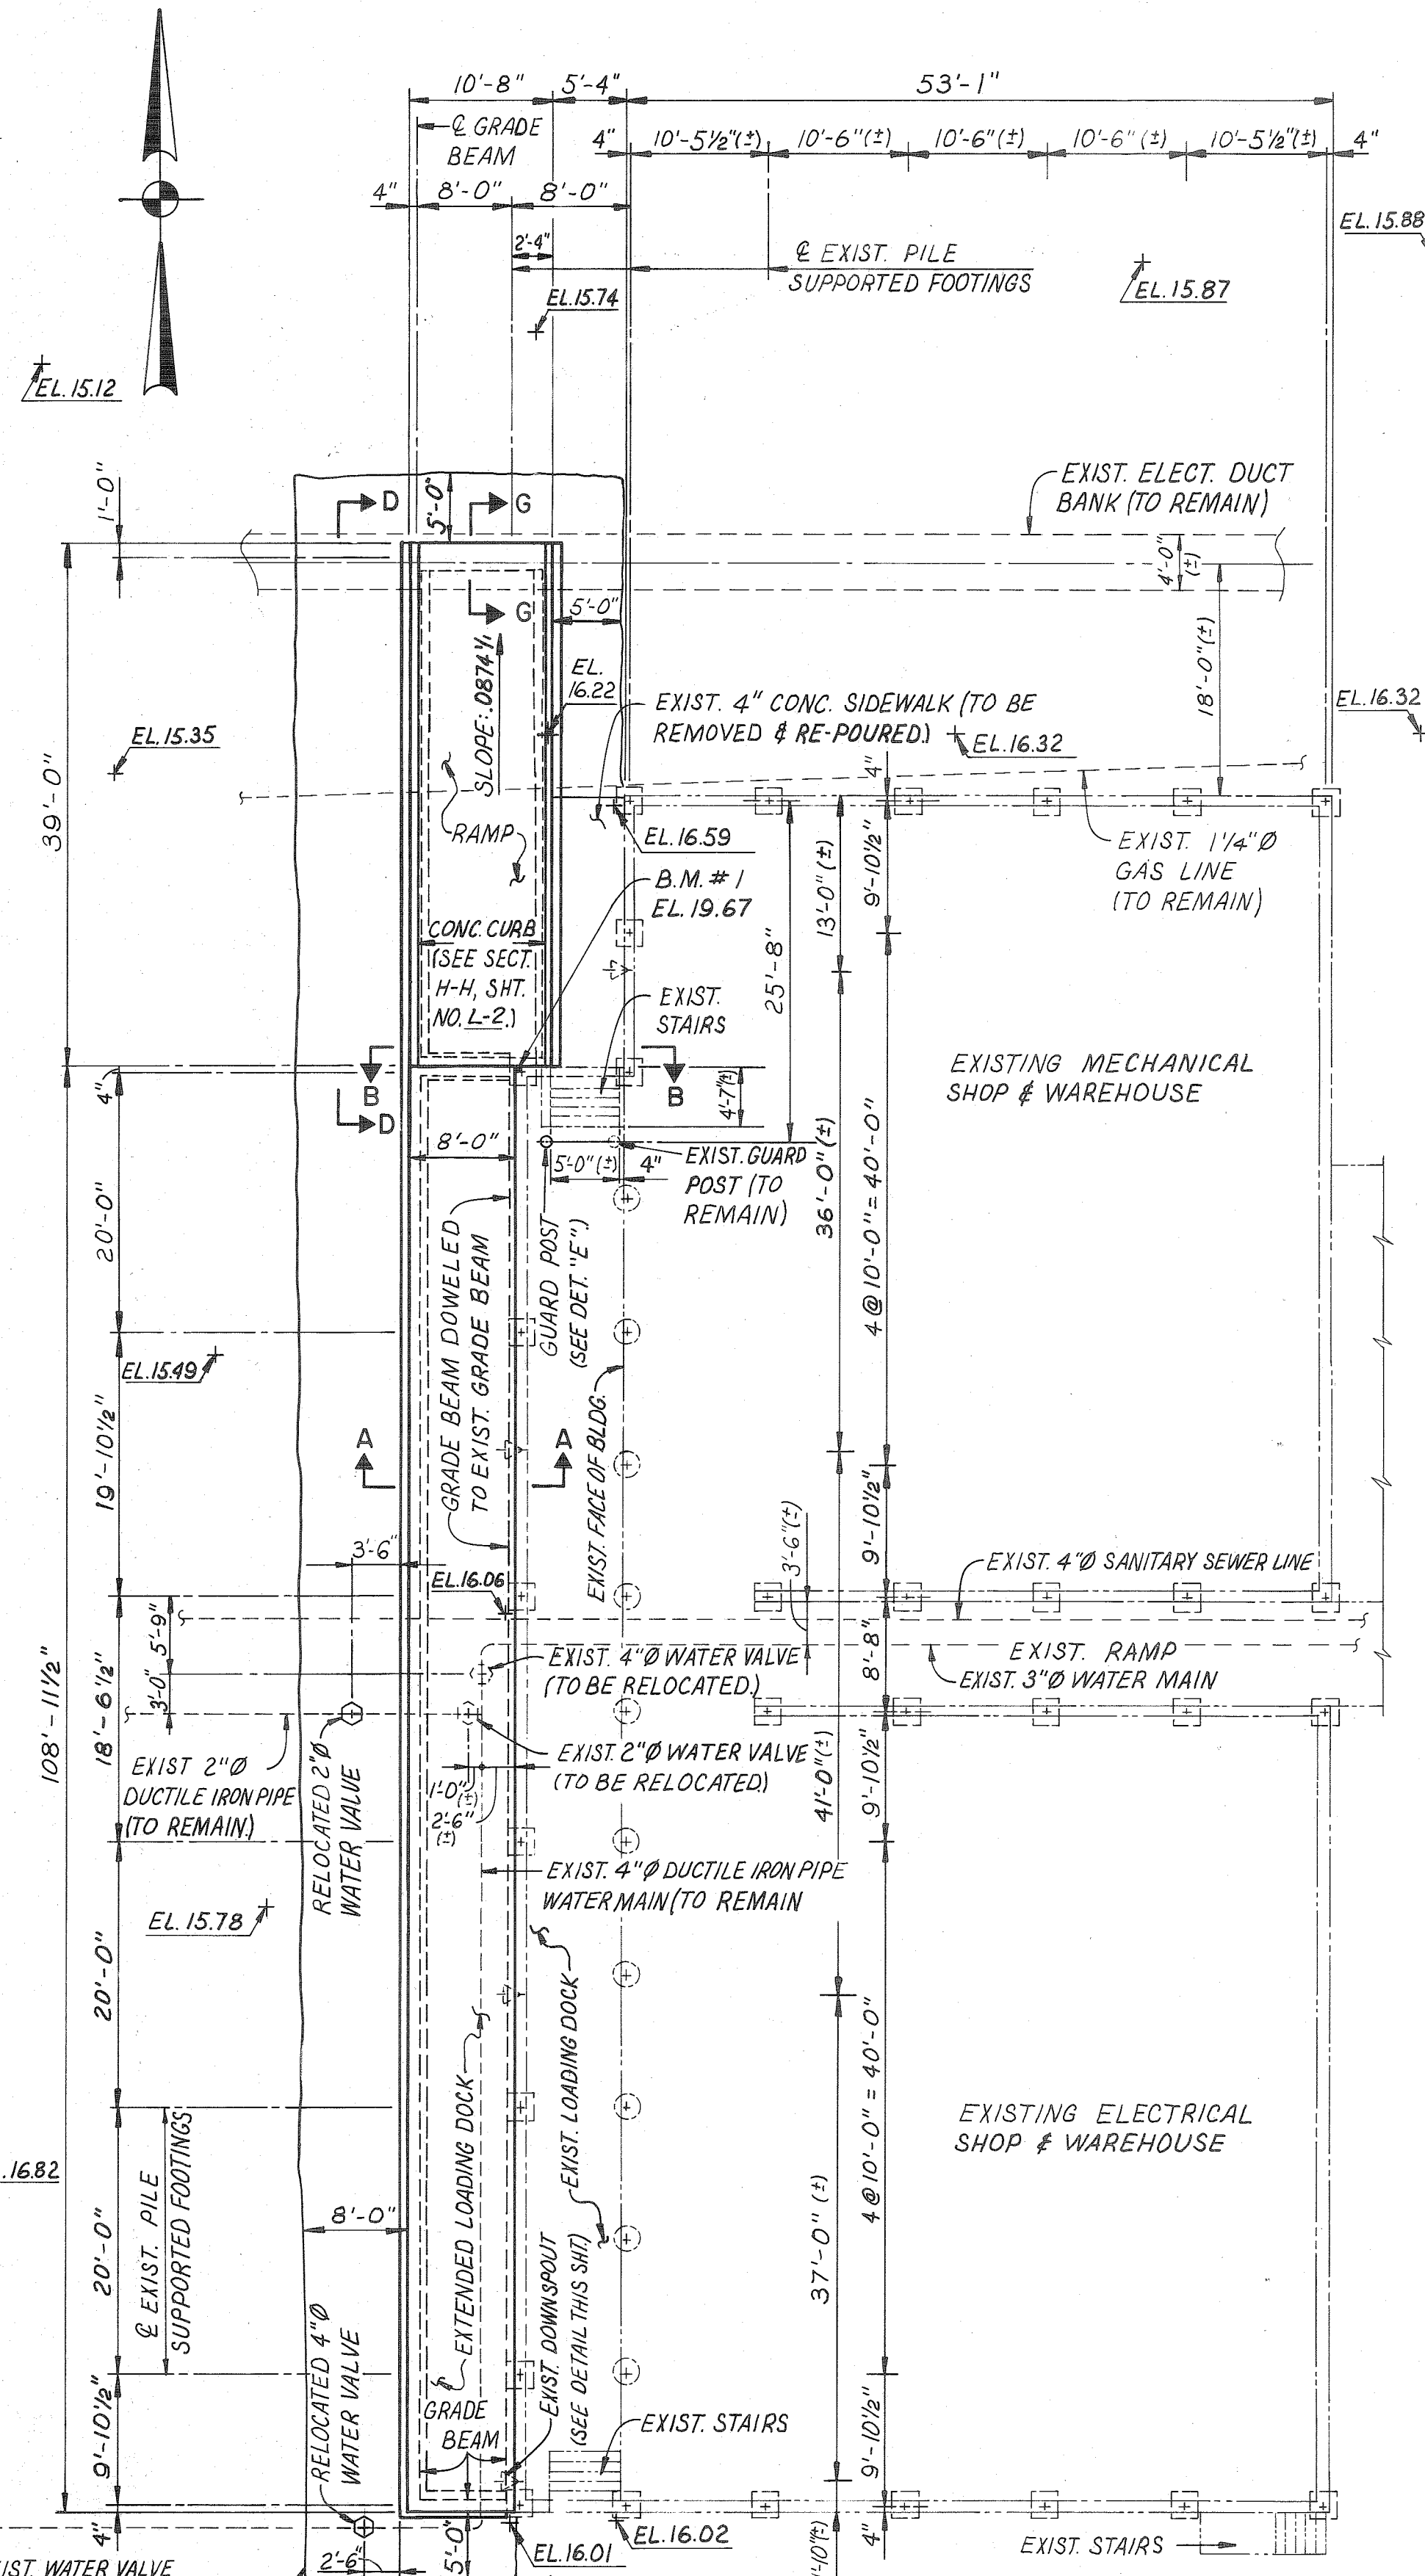 10'-8"
5'-4"
53'-1"
℄ GRADE
BEAM
4"
10'-5½"(±)
10'-6"(±)
10'-6"(±)
10'-6"(±)
10'-5½"(±)
4"
4"
8'-0"
8'-0"
EL.15.88
2'-4"
℄ EXIST. PILE
SUPPORTED FOOTINGS
EL.15.74
EL.15.87
EL.15.12
1'-0"
D
G
5'-0"
EXIST. ELECT. DUCT
BANK (TO REMAIN)
4'-0"
(±)
G
5'-0"
SLOPE:.0874%
EL.
16.22
18'-0"(±)
EXIST. 4" CONC. SIDEWALK (TO BE
REMOVED & RE-POURED.)
EL.16.32
EL.16.32
EL.15.35
39'-0"
RAMP
EL.16.59
4"
EXIST. 1¼"Ø
GAS LINE
(TO REMAIN)
B.M. # 1
EL. 19.67
13'-0"(±)
9'-10½"
25'-8"
CONC. CURB
(SEE SECT.
H-H, SHT.
NO. L-2.)
EXIST.
STAIRS
EXISTING MECHANICAL
SHOP & WAREHOUSE
4"
B
B
D
4'-7"(±)
8'-0"
5'-0"(±)
4"
EXIST. GUARD
POST (TO
REMAIN)
36'-0"(±)
4@10'-0"=40'-0"
20'-0"
GUARD POST
(SEE DET. "E".)
GRADE BEAM DOWELED
TO EXIST. GRADE BEAM
EL.15.49
19'-10½"
A
A
EXIST. FACE OF BLDG.
3'-6"
3'-6"(±)
9'-10½"
EL.16.06
EXIST. 4"Ø SANITARY SEWER LINE
108'-11½"
5'-9"
3'-0"
18'-6½"
8'-8"
EXIST. RAMP
EXIST. 3"Ø WATER MAIN
EXIST. 4"Ø WATER VALVE
(TO BE RELOCATED.)
EXIST 2"Ø
DUCTILE IRON PIPE
(TO REMAIN.)
RELOCATED 2"Ø
WATER VALVE
EXIST. 2"Ø WATER VALVE
(TO BE RELOCATED.)
1'-0"
(±)
2'-6"
(±)
41'-0"(±)
9'-10½"
EXIST. 4"Ø DUCTILE IRON PIPE
WATER MAIN (TO REMAIN
EL. 15.78
20'-0"
EXIST. LOADING DOCK
EXTENDED LOADING DOCK
4@10'-0" = 40'-0"
EXISTING ELECTRICAL
SHOP & WAREHOUSE
.16.82
℄ EXIST. PILE
SUPPORTED FOOTINGS
8'-0"
20'-0"
37'-0" (±)
EXIST. DOWNSPOUT
(SEE DETAIL THIS SHT.)
RELOCATED 4"Ø
WATER VALVE
9'-10½"
GRADE
BEAM
EXIST. STAIRS
9'-10½"
4"
2'-6"
5'-0"
EL.16.01
EL.16.02
4"
EXIST. STAIRS